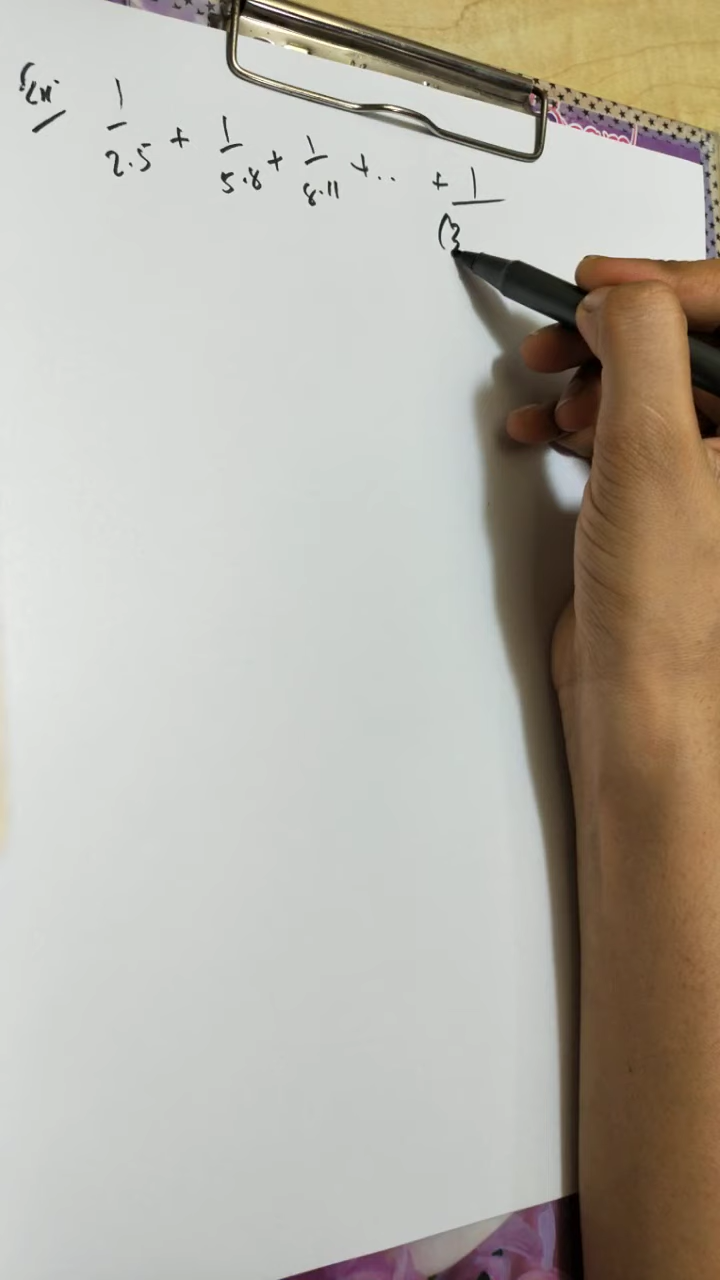 Ex: 1/2.5 + 1/5.8 + 1/8.11 + .. + 1/(3